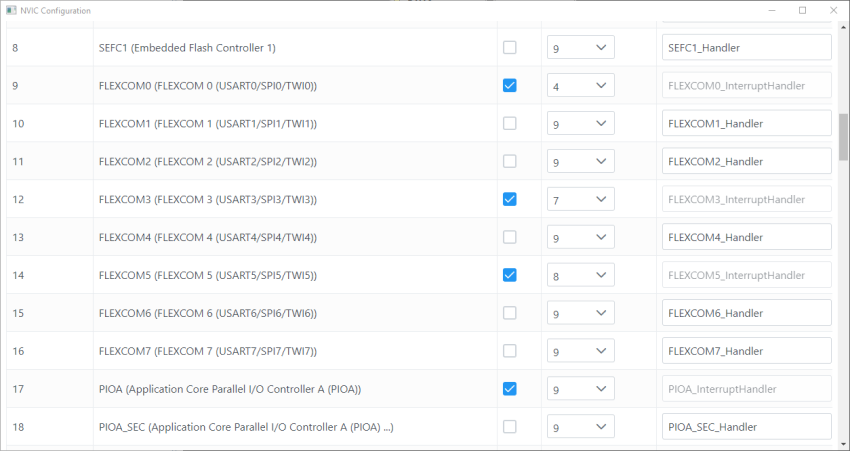 NVIC Configuration
8 SEFC1 (Embedded Flash Controller 1) 9 SEFC1_Handler
9 FLEXCOM0 (FLEXCOM 0 (USART0/SPI0/TWI0)) 4 FLEXCOM0_InterruptHandler
10 FLEXCOM1 (FLEXCOM 1 (USART1/SPI1/TWI1)) 9 FLEXCOM1_Handler
11 FLEXCOM2 (FLEXCOM 2 (USART2/SPI2/TWI2)) 9 FLEXCOM2_Handler
12 FLEXCOM3 (FLEXCOM 3 (USART3/SPI3/TWI3)) 7 FLEXCOM3_InterruptHandler
13 FLEXCOM4 (FLEXCOM 4 (USART4/SPI4/TWI4)) 9 FLEXCOM4_Handler
14 FLEXCOM5 (FLEXCOM 5 (USART5/SPI5/TWI5)) 8 FLEXCOM5_InterruptHandler
15 FLEXCOM6 (FLEXCOM 6 (USART6/SPI6/TWI6)) 9 FLEXCOM6_Handler
16 FLEXCOM7 (FLEXCOM 7 (USART7/SPI7/TWI7)) 9 FLEXCOM7_Handler
17 PIOA (Application Core Parallel I/O Controller A (PIOA)) 9 PIOA_InterruptHandler
18 PIOA_SEC (Application Core Parallel I/O Controller A (PIOA) ...) 9 PIOA_SEC_Handler